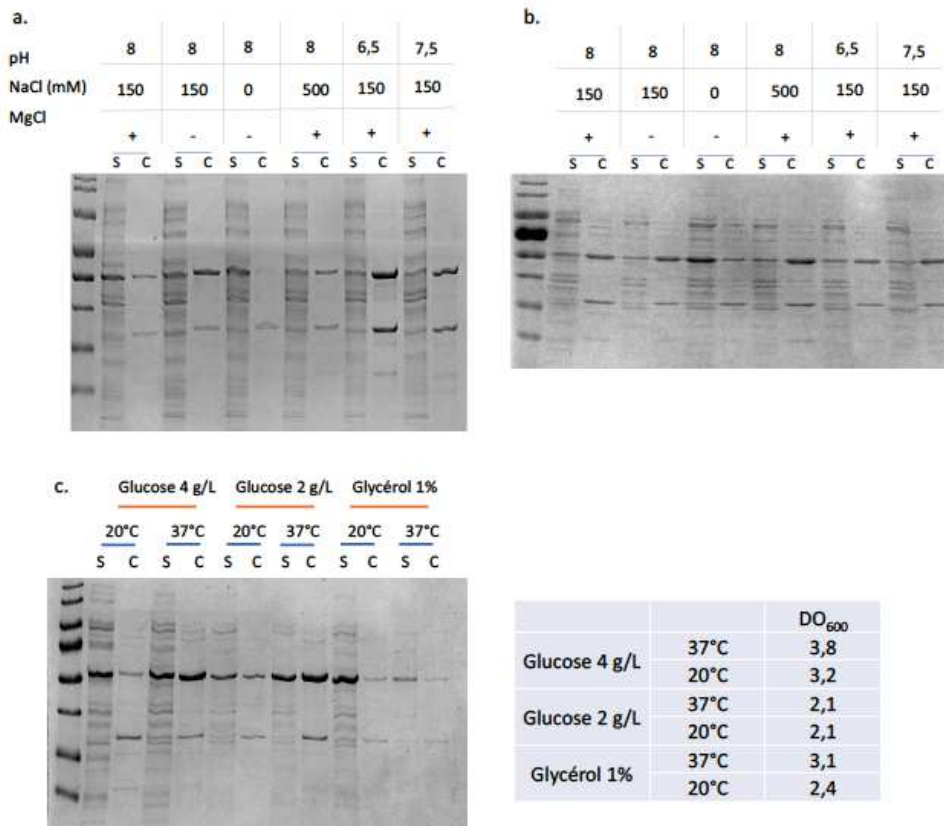 a.
pH 8 8 8 8 6,5 7,5
NaCl (mM) 150 150 0 500 150 150
MgCl + - - + + +
S C S C S C S C S C S C
b.
8 8 8 8 6,5 7,5
150 150 0 500 150 150
+ - - + + +
S C S C S C S C S C S C
c.
Glucose 4 g/L Glucose 2 g/L Glycérol 1%
20°C 37°C 20°C 37°C 20°C 37°C
S C S C S C S C S C S C
DO600
Glucose 4 g/L 37°C 3,8
20°C 3,2
Glucose 2 g/L 37°C 2,1
20°C 2,1
Glycérol 1% 37°C 3,1
20°C 2,4